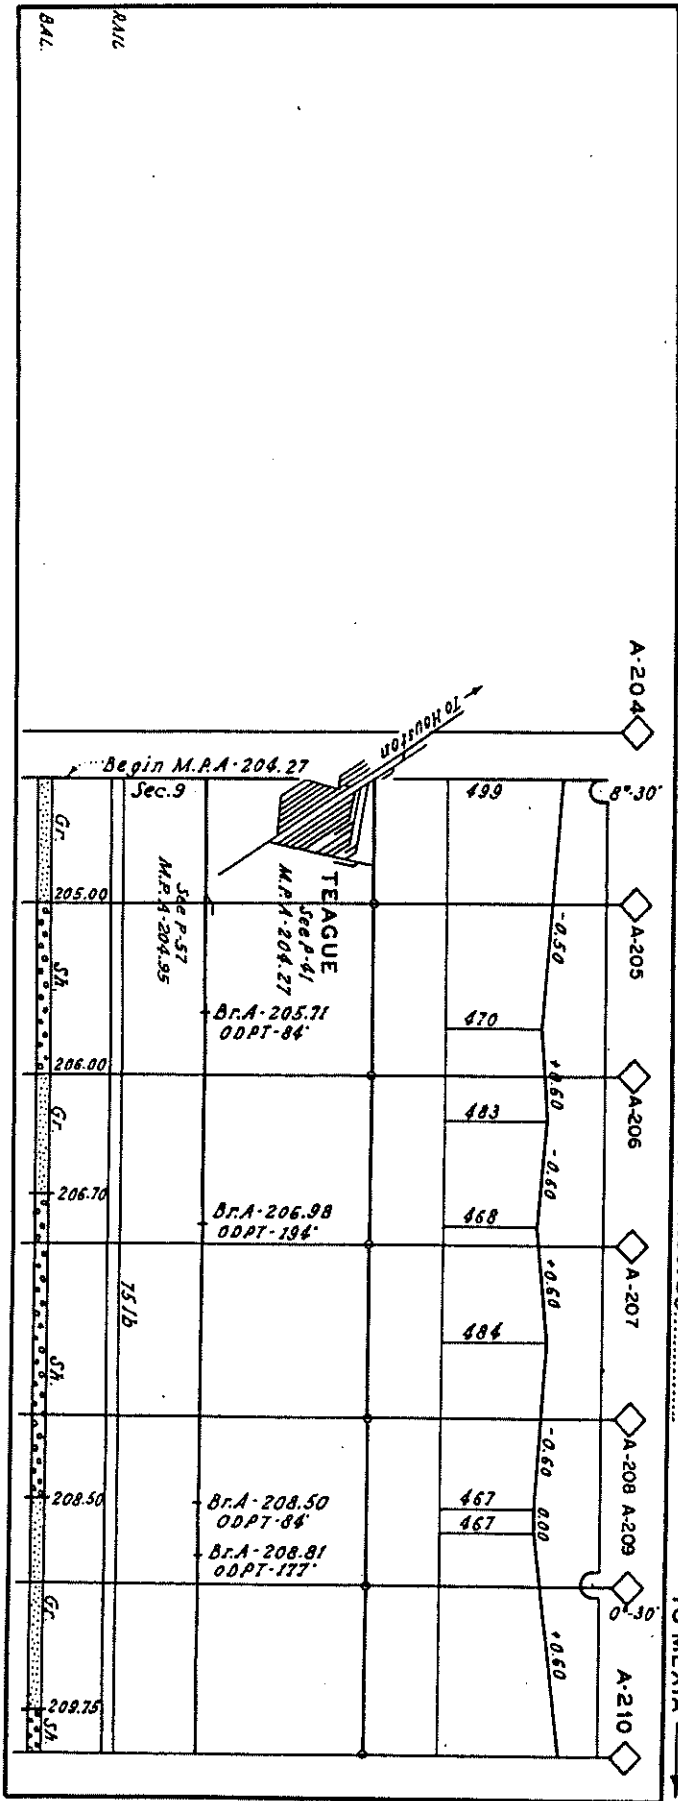 A-204
A-205
A-206
A-207
A-208
A-209
A-210
TO MEXIA
8°-30'
0°-30'
-0.50
+0.60
-0.60
+0.60
-0.60
0.00
+0.60
499
470
483
468
484
467
467
To Houston
TEAGUE
See P-41
M.P.A-204.27
Begin M.P.A-204.27
Sec. 9
See P-57
M.P. A-204.95
Br.A-205.71
ODPT-84'
Br.A-206.98
ODPT-194'
Br.A-208.50
ODPT-84'
Br.A-208.81
ODPT-177'
RAIL
75 lb
BAL.
Gr.
205.00
Sh.
206.00
Gr.
206.70
Sh.
208.50
Gr.
209.75
Sh.